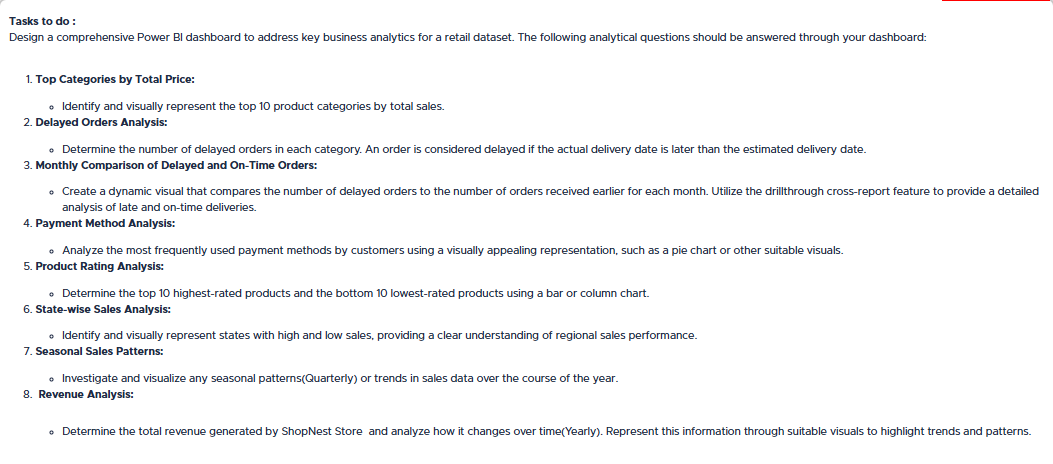 Tasks to do :
Design a comprehensive Power BI dashboard to address key business analytics for a retail dataset. The following analytical questions should be answered through your dashboard:
1. Top Categories by Total Price:
Identify and visually represent the top 10 product categories by total sales.
2. Delayed Orders Analysis:
Determine the number of delayed orders in each category. An order is considered delayed if the actual delivery date is later than the estimated delivery date.
3. Monthly Comparison of Delayed and On-Time Orders:
Create a dynamic visual that compares the number of delayed orders to the number of orders received earlier for each month. Utilize the drillthrough cross-report feature to provide a detailed
analysis of late and on-time deliveries.
4. Payment Method Analysis:
Analyze the most frequently used payment methods by customers using a visually appealing representation, such as a pie chart or other suitable visuals.
5. Product Rating Analysis:
Determine the top 10 highest-rated products and the bottom 10 lowest-rated products using a bar or column chart.
6. State-wise Sales Analysis:
Identify and visually represent states with high and low sales, providing a clear understanding of regional sales performance.
7. Seasonal Sales Patterns:
Investigate and visualize any seasonal patterns(Quarterly) or trends in sales data over the course of the year.
8. Revenue Analysis:
Determine the total revenue generated by ShopNest Store and analyze how it changes over time(Yearly). Represent this information through suitable visuals to highlight trends and patterns.